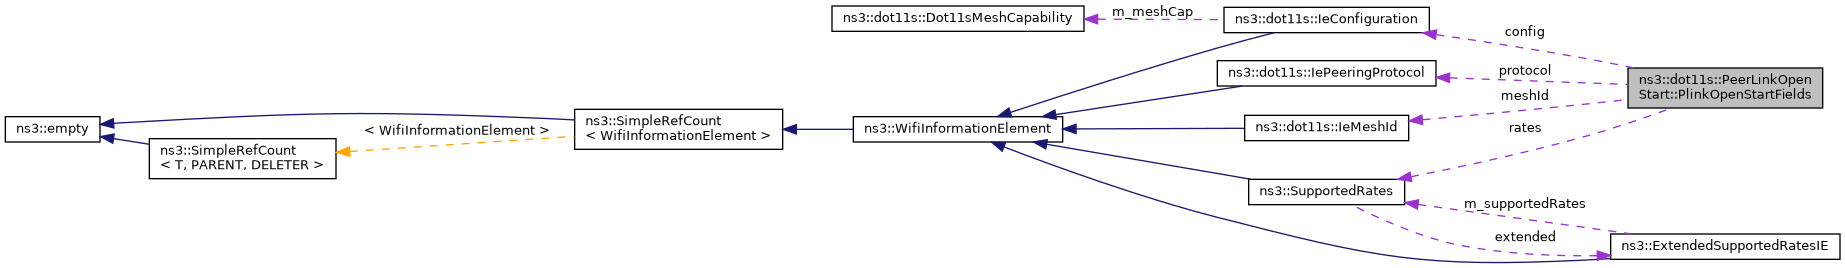 ns3::dot11s::Dot11sMeshCapability
m_meshCap
ns3::dot11s::IeConfiguration
config
ns3::dot11s::IePeeringProtocol
protocol
ns3::dot11s::PeerLinkOpen
Start::PlinkOpenStartFields
meshId
ns3::empty
ns3::SimpleRefCount
< T, PARENT, DELETER >
< WifiInformationElement >
ns3::SimpleRefCount
< WifiInformationElement >
ns3::WifiInformationElement
ns3::dot11s::IeMeshId
rates
ns3::SupportedRates
m_supportedRates
extended
ns3::ExtendedSupportedRatesIE